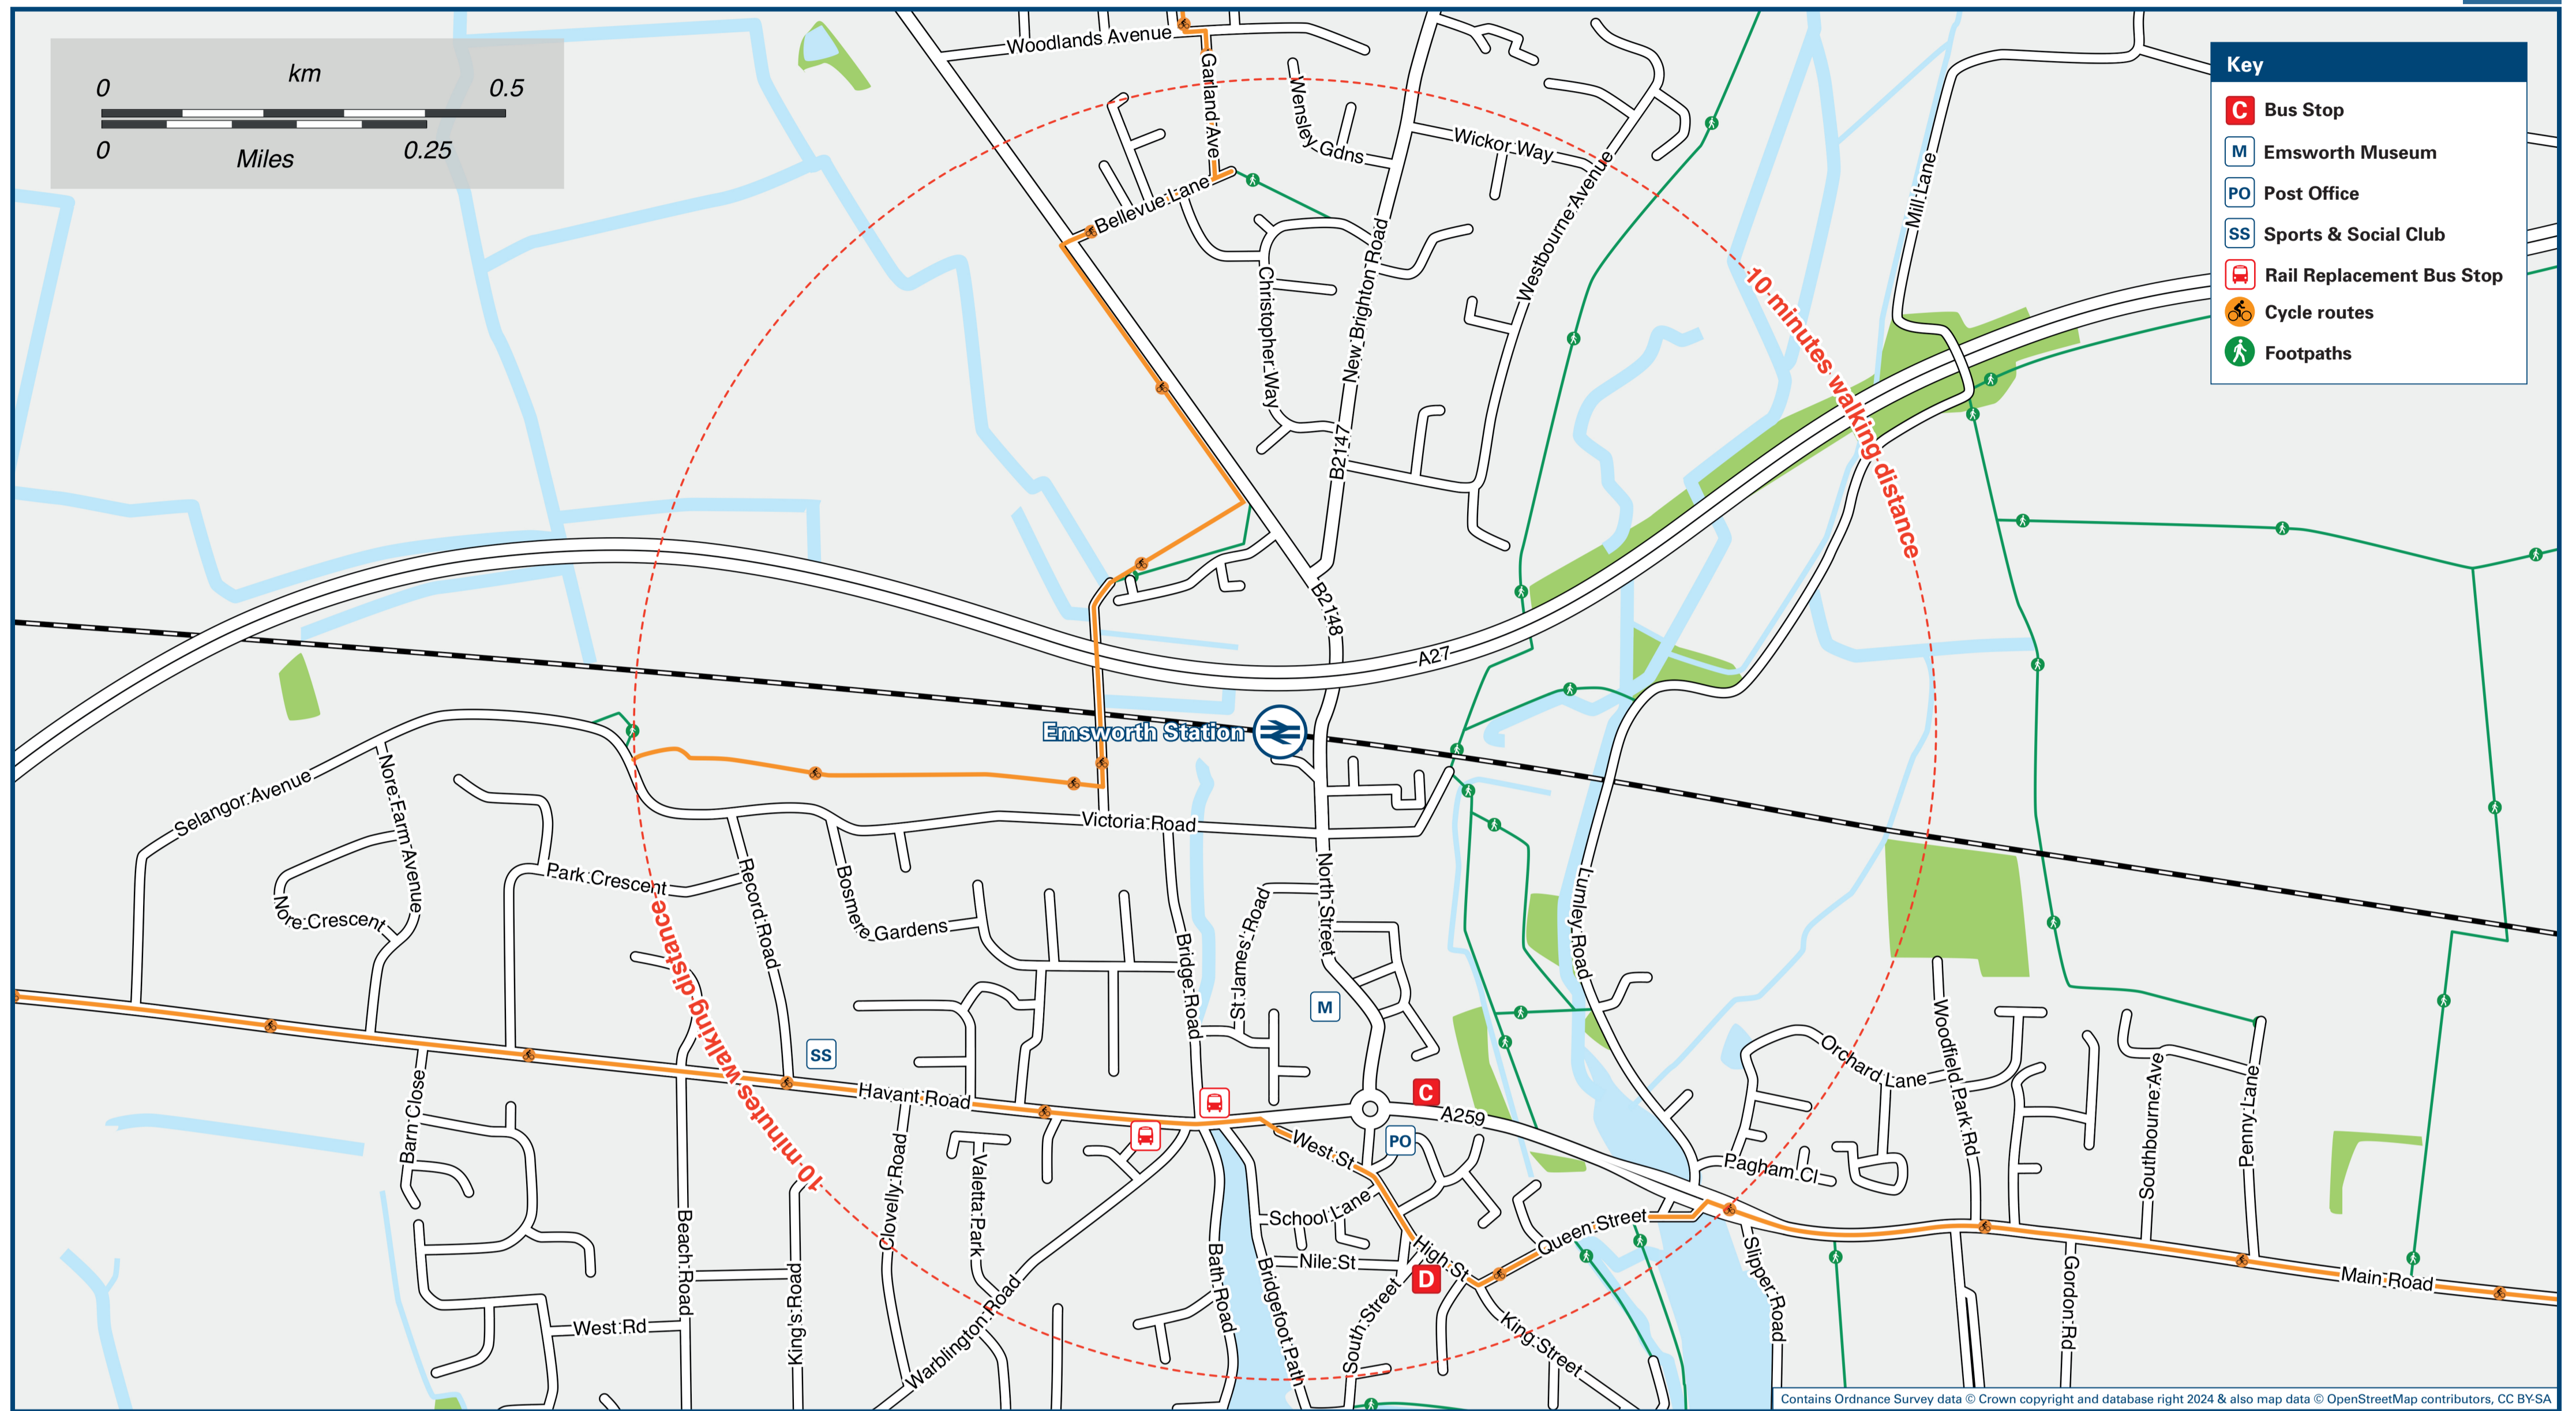 km
0
0.5
0
Miles
0.25
Key
C Bus Stop
M Emsworth Museum
PO Post Office
SS Sports & Social Club
Rail Replacement Bus Stop
Cycle routes
Footpaths
Woodlands Avenue
Garland Ave
Wensley Gdns
Wickor Way
Westbourne Avenue
Mill Lane
Bellevue Lane
Christopher Way
New Brighton Road
B2147
10 minutes walking distance
B2148
A27
Emsworth Station
Selangor Avenue
Nore Farm Avenue
Nore Crescent
Park Crescent
Record Road
Bosmere Gardens
Victoria Road
Bridge Road
St James' Road
North Street
Lumley Road
M
SS
10 minutes walking distance
Havant Road
C
A259
PO
West St
Orchard Lane
Woodfield Park Rd
Southbourne Ave
Penny Lane
Pagham Cl
Barn Close
Beach Road
King's Road
West Rd
Clovelly Road
Valetta Park
Warblington Road
Bath Road
Bridgefoot Path
School Lane
Nile St
High St
D
South Street
Queen Street
King Street
Slipper Road
Gordon Rd
Main Road
Contains Ordnance Survey data © Crown copyright and database right 2024 & also map data © OpenStreetMap contributors, CC BY-SA